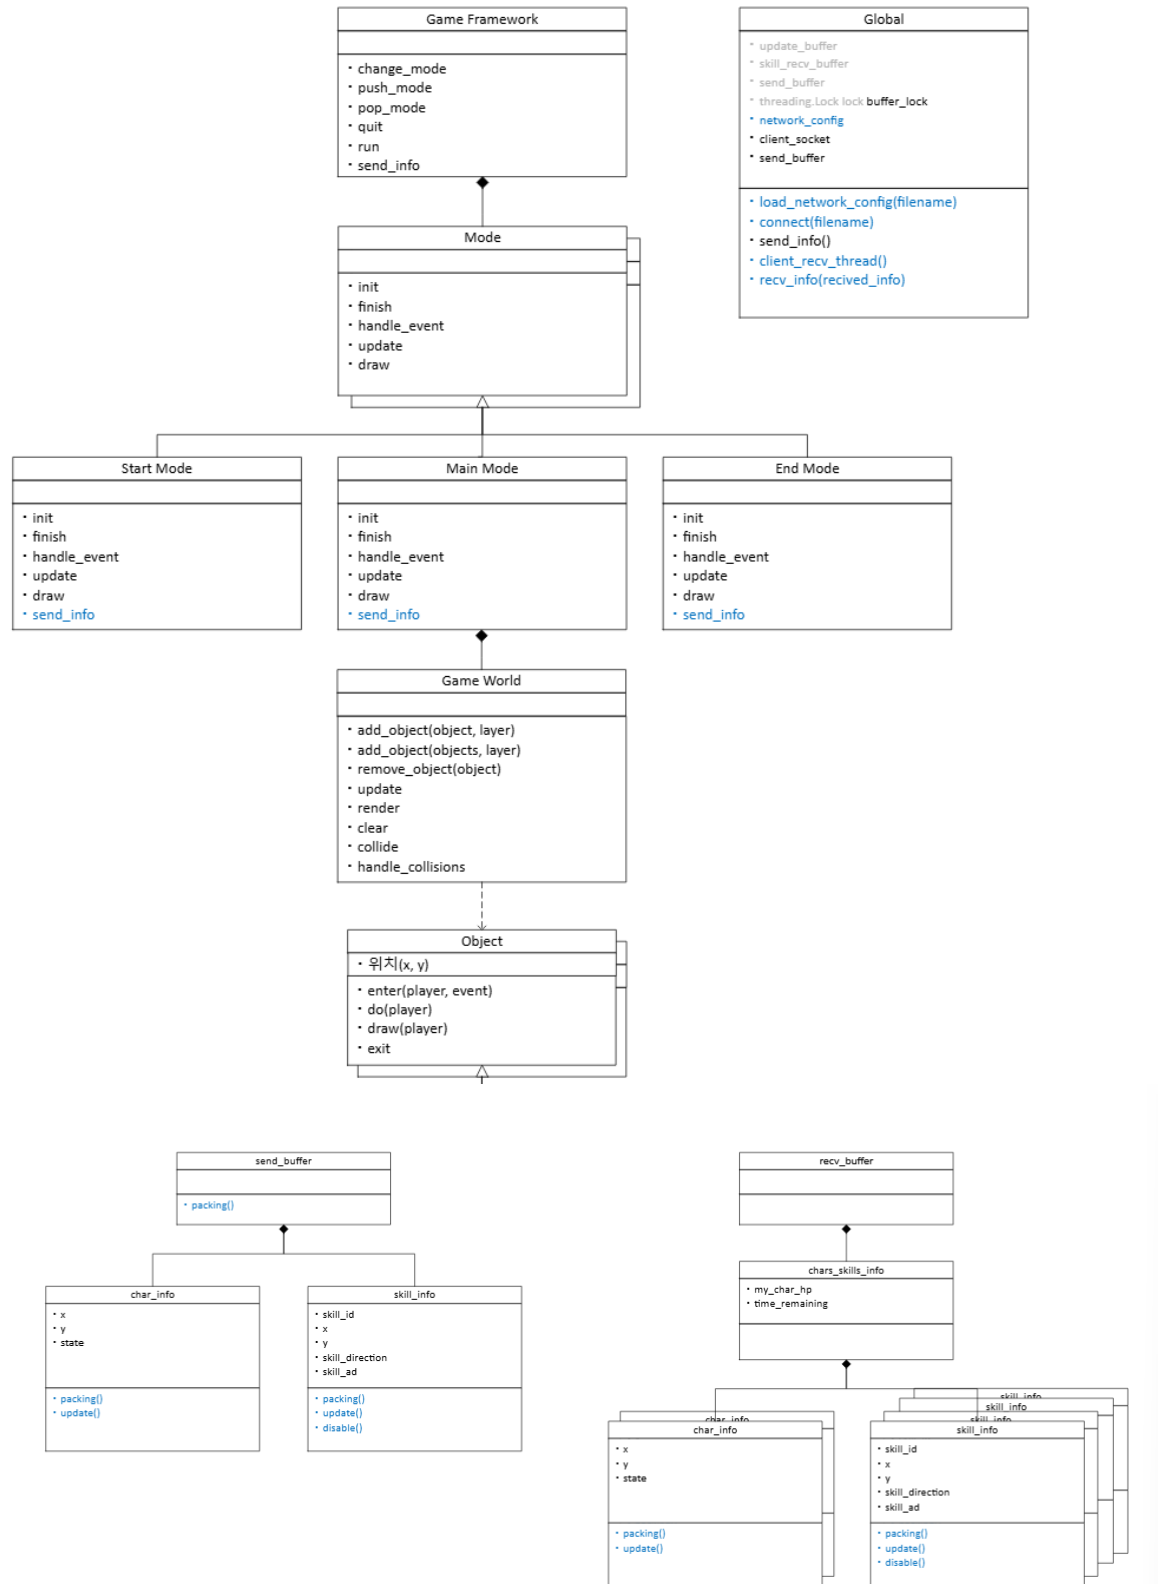 Game Framework
· change_mode
· push_mode
· pop_mode
· quit
· run
· send_info
Global
· update_buffer
· skill_recv_buffer
· send_buffer
· threading.Lock lock buffer_lock
· network_config
· client_socket
· send_buffer
· load_network_config(filename)
· connect(filename)
· send_info()
· client_recv_thread()
· recv_info(recived_info)
Mode
· init
· finish
· handle_event
· update
· draw
Start Mode
· init
· finish
· handle_event
· update
· draw
· send_info
Main Mode
· init
· finish
· handle_event
· update
· draw
· send_info
End Mode
· init
· finish
· handle_event
· update
· draw
· send_info
Game World
· add_object(object, layer)
· add_object(objects, layer)
· remove_object(object)
· update
· render
· clear
· collide
· handle_collisions
Object
· 위치(x, y)
· enter(player, event)
· do(player)
· draw(player)
· exit
send_buffer
· packing()
char_info
· x
· y
· state
· packing()
· update()
skill_info
· skill_id
· x
· y
· skill_direction
· skill_ad
· packing()
· update()
· disable()
recv_buffer
chars_skills_info
· my_char_hp
· time_remaining
char_info
char_info
· x
· y
· state
· packing()
· update()
skill_info
skill_info
skill_info
skill_info
· skill_id
· x
· y
· skill_direction
· skill_ad
· packing()
· update()
· disable()